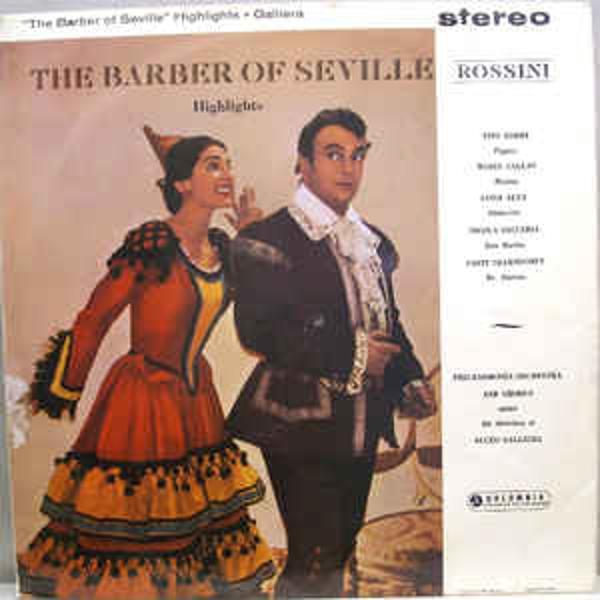 "The Barber of Seville" Highlights • Galliera
stereo
THE BARBER OF SEVILLE
Highlights
ROSSINI
TITO GOBBI
Figaro
MARIA CALLAS
Rosina
LUIGI ALVA
Almaviva
NICOLA ZACCARIA
Don Basilio
FRITZ OLLENDORFF
Dr. Bartolo
PHILHARMONIA ORCHESTRA
AND CHORUS
under
the direction of
ALCEO GALLIERA
COLUMBIA